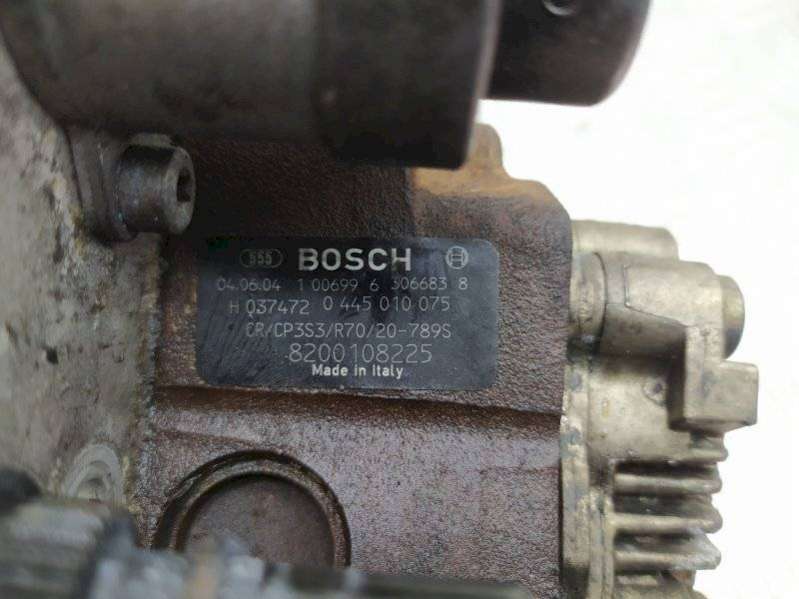 555 BOSCH
04.06.04 1 00699 6 306683 8
H 037472 0 445 010 075
CR/CP3S3/R70/20-789S
8200108225
Made in Italy